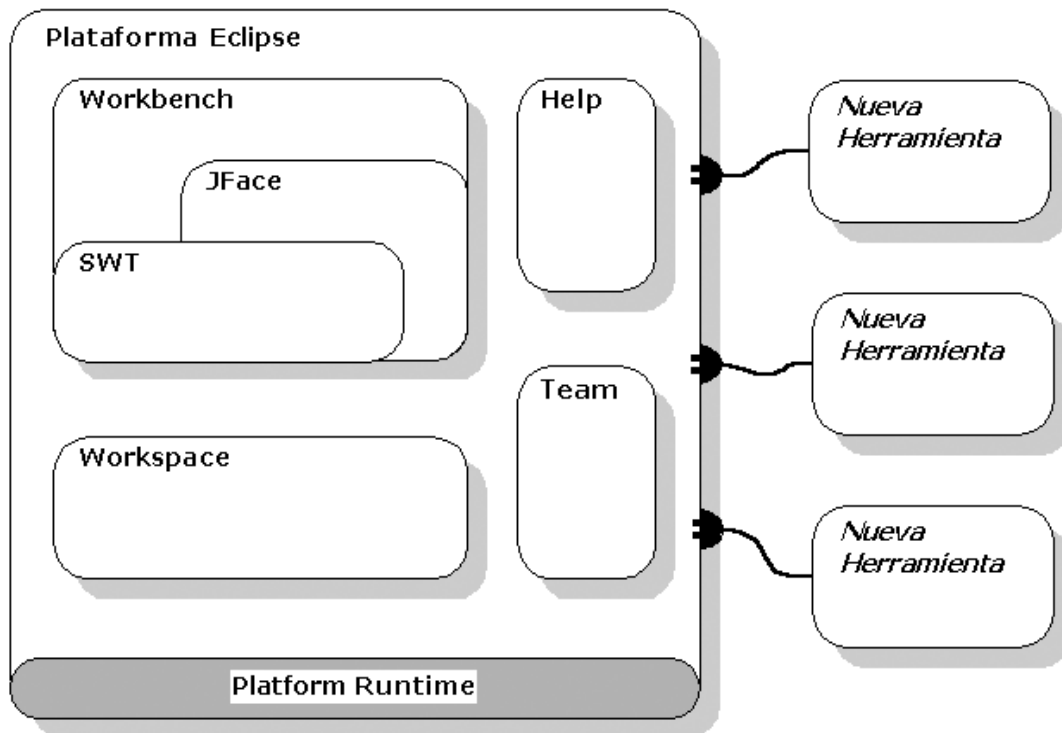 Plataforma Eclipse
Workbench
JFace
SWT
Workspace
Help
Team
Platform Runtime
Nueva
Herramienta
Nueva
Herramienta
Nueva
Herramienta